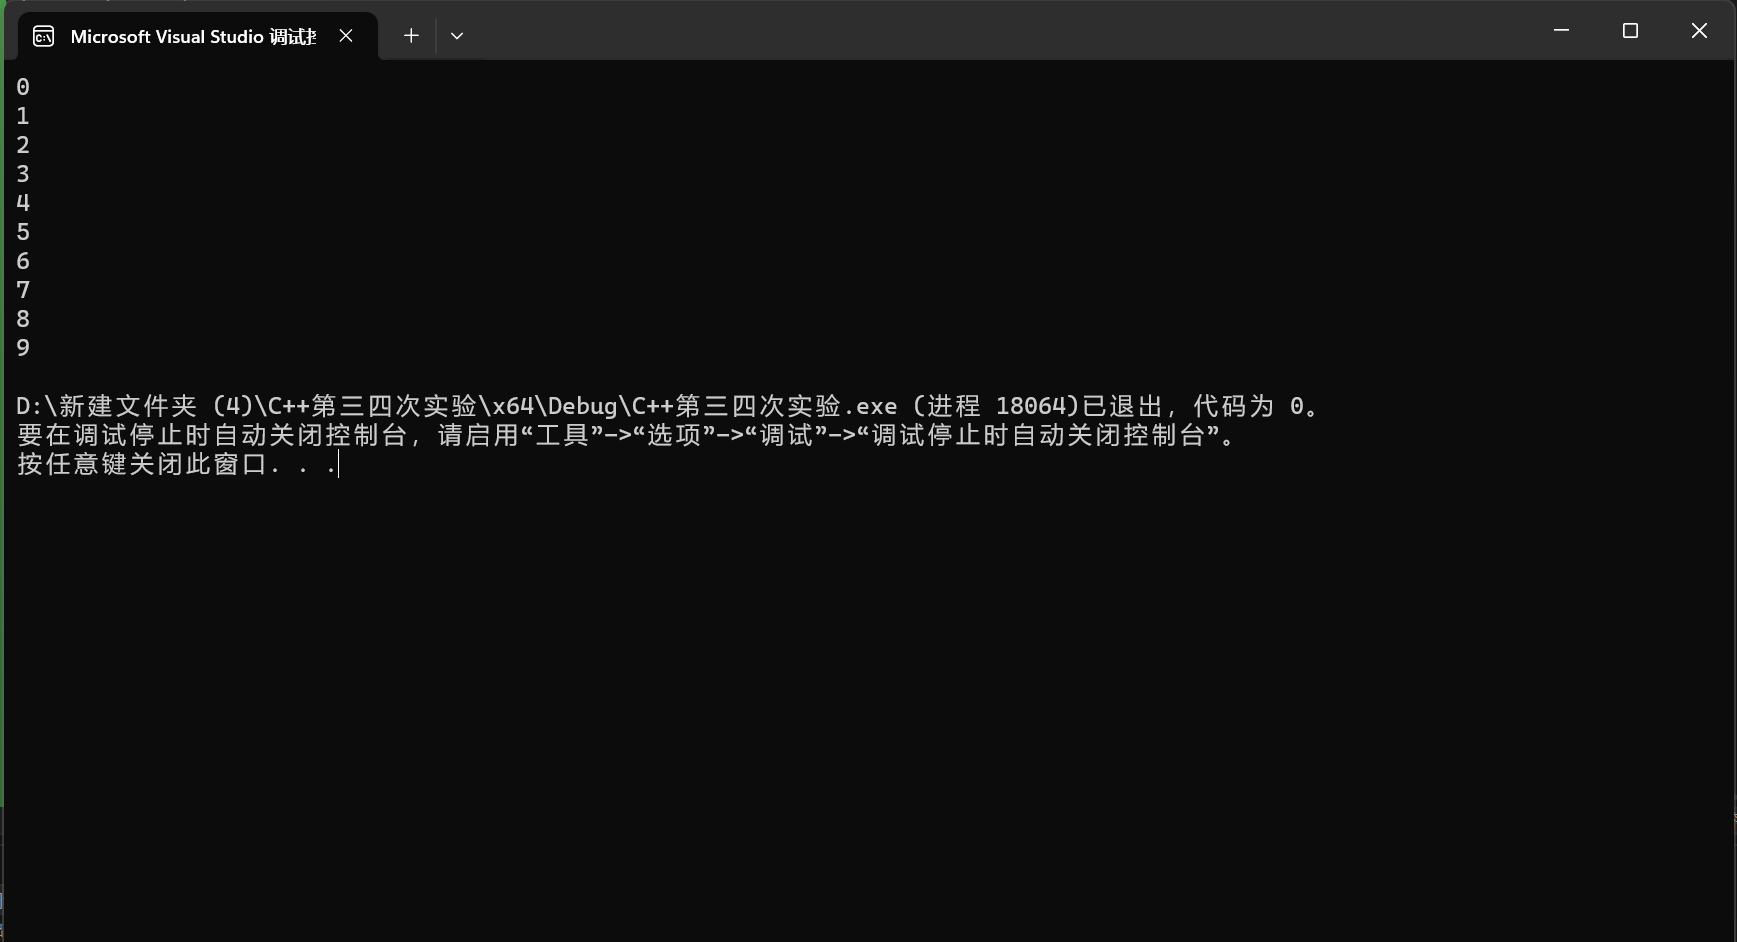 Microsoft Visual Studio 调试
0
1
2
3
4
5
6
7
8
9
D:\新建文件夹 (4)\C++第三四次实验\x64\Debug\C++第三四次实验.exe (进程 18064)已退出，代码为 0。
要在调试停止时自动关闭控制台，请启用“工具”->“选项”->“调试”->“调试停止时自动关闭控制台”。
按任意键关闭此窗口. . .